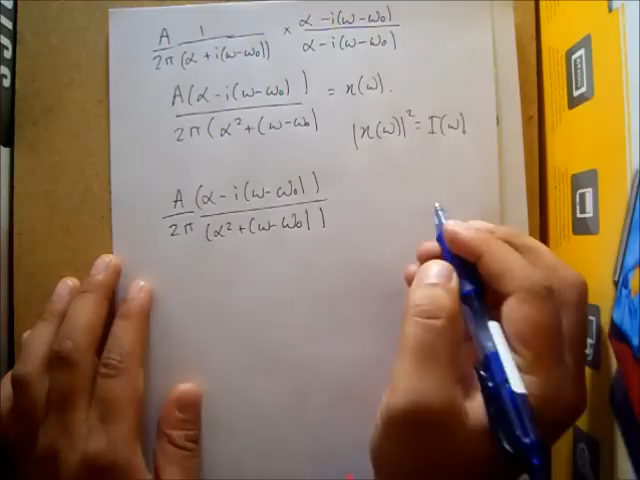 A/2π 1/(α + i(ω-ω₀)) × α - i(ω-ω₀)/α - i(ω-ω₀)
A(α - i(ω-ω₀))/2π(α² + (ω-ω₀) = x(ω).
|x(ω)|² = I(ω)
A/2π (α - i(ω-ω₀))/(α² + (ω-ω₀))